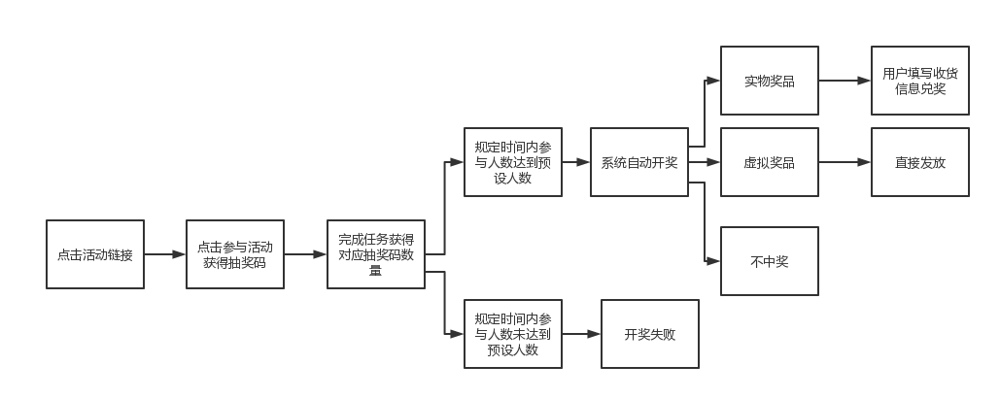 点击活动链接
点击参与活动
获得抽奖码
完成任务获得
对应抽奖码数
量
规定时间内参
与人数达到预
设人数
系统自动开奖
实物奖品
用户填写收货
信息兑奖
虚拟奖品
直接发放
不中奖
规定时间内参
与人数未达到
预设人数
开奖失败